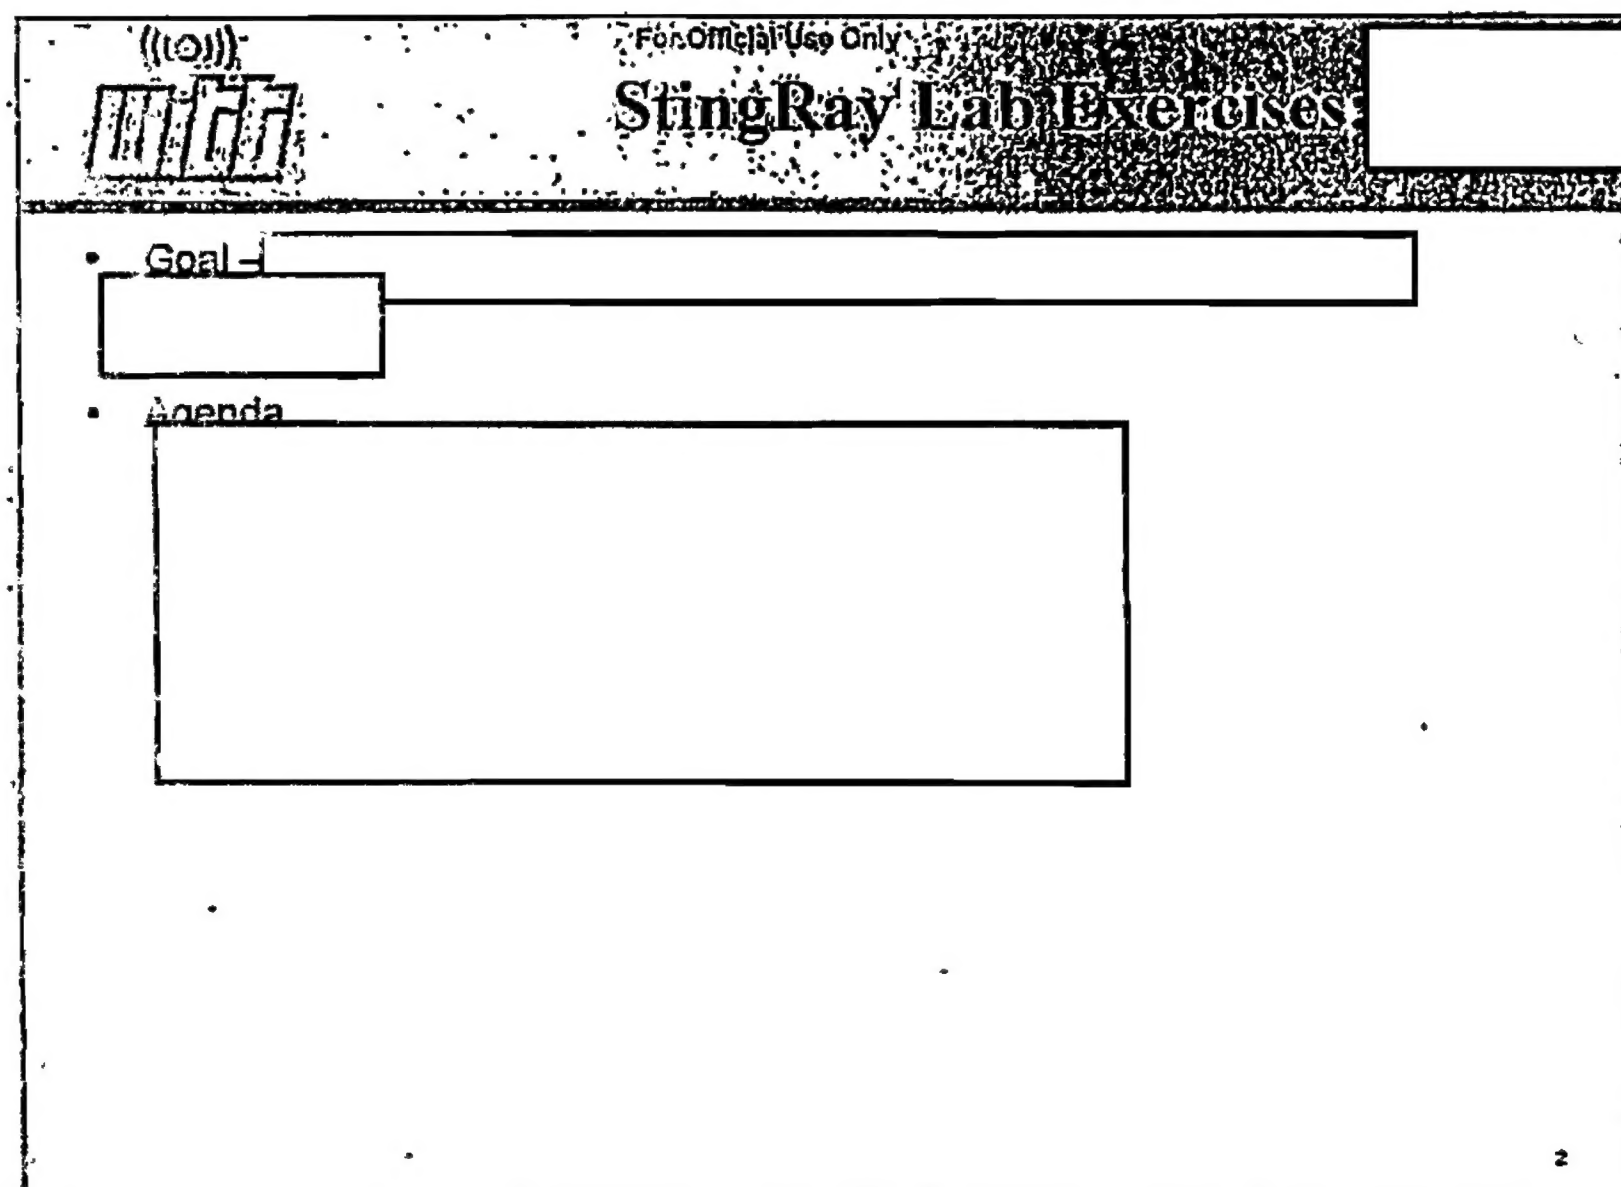 For Official Use Only
StingRay Lab Exercises
• Goal –
• Agenda
2